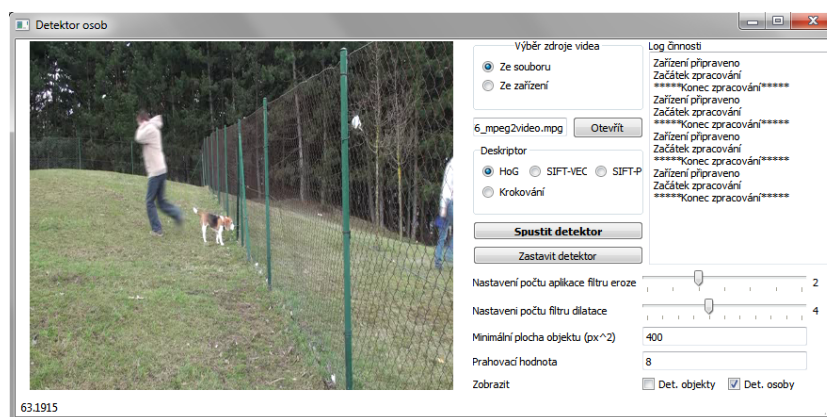 Detektor osob
Výběr zdroje videa
Ze souboru
Ze zařízení
6_mpeg2video.mpg
Otevřít
Deskriptor
HoG
SIFT-VEC
SIFT-P
Krokování
Spustit detektor
Zastavit detektor
Log činnosti
Zařízení připraveno
Začátek zpracování
*****Konec zpracování*****
Zařízení připraveno
Začátek zpracování
*****Konec zpracování*****
Zařízení připraveno
Začátek zpracování
*****Konec zpracování*****
Zařízení připraveno
Začátek zpracování
*****Konec zpracování*****
Nastavení počtu aplikace filtru eroze
2
Nastaveni počtu filtru dilatace
4
Minimální plocha objektu (px^2)
400
Prahovací hodnota
8
Zobrazit
Det. objekty
Det. osoby
63.1915